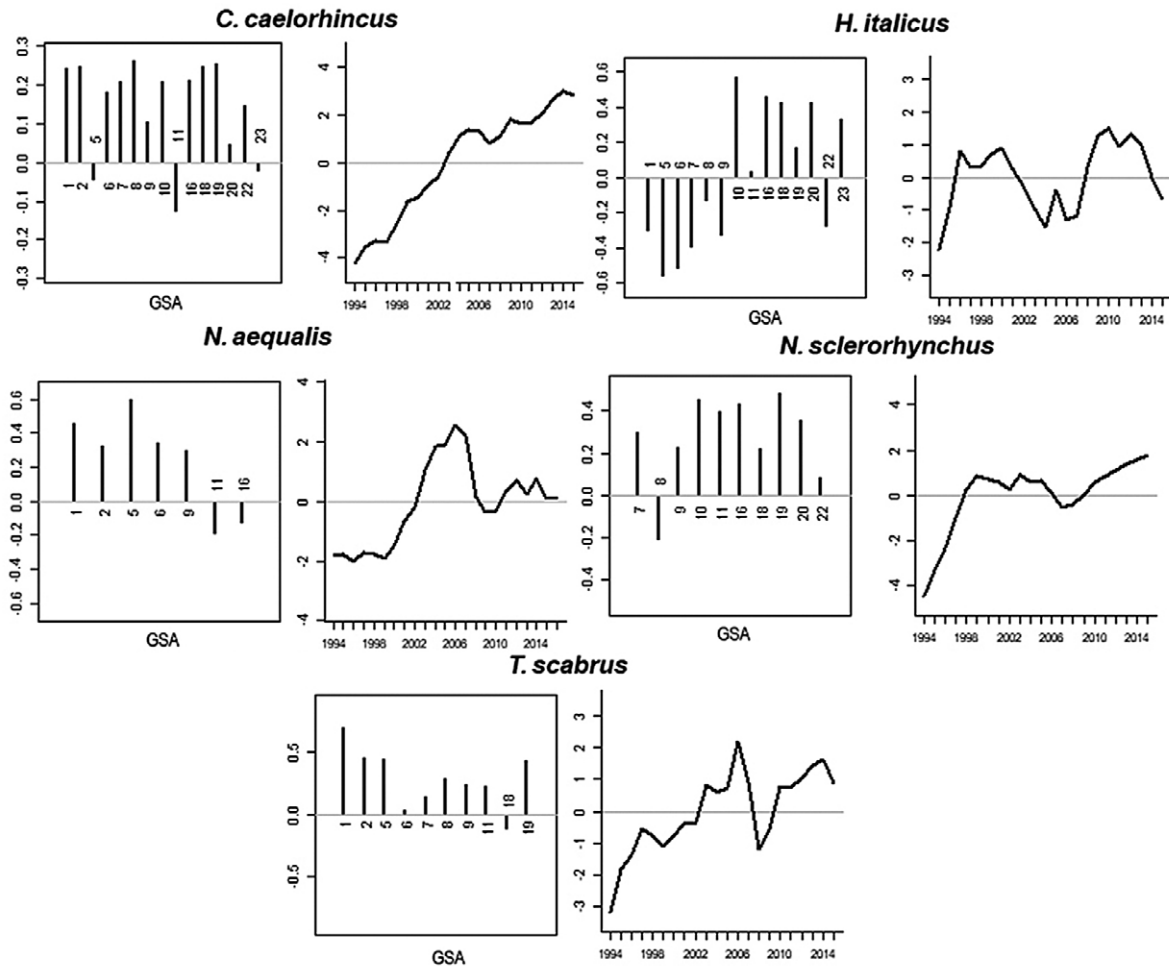 C. caelorhincus
0.3
0.2
0.1
0.0
-0.1
-0.2
-0.3
1 2 5 6 7 8 9 10 11 16 18 19 20 22 23
GSA
4
2
0
-2
-4
1994 1998 2002 2006 2010 2014
H. italicus
0.6
0.4
0.2
0.0
-0.2
-0.4
-0.6
1 5 6 7 8 9 10 11 16 18 19 20 22 23
GSA
3
2
1
0
-1
-2
-3
1994 1998 2002 2006 2010 2014
N. aequalis
0.6
0.4
0.2
0.0
-0.2
-0.4
-0.6
1 2 5 6 9 11 16
GSA
4
2
0
-2
-4
1994 1998 2002 2006 2010 2014
N. sclerorhynchus
0.4
0.2
0.0
-0.2
-0.4
7 8 9 10 11 16 18 19 20 22
GSA
4
2
0
-2
-4
1994 1998 2002 2006 2010 2014
T. scabrus
0.5
0.0
-0.5
1 2 5 6 7 8 9 11 18 19
GSA
3
2
1
0
-1
-2
-3
1994 1998 2002 2006 2010 2014